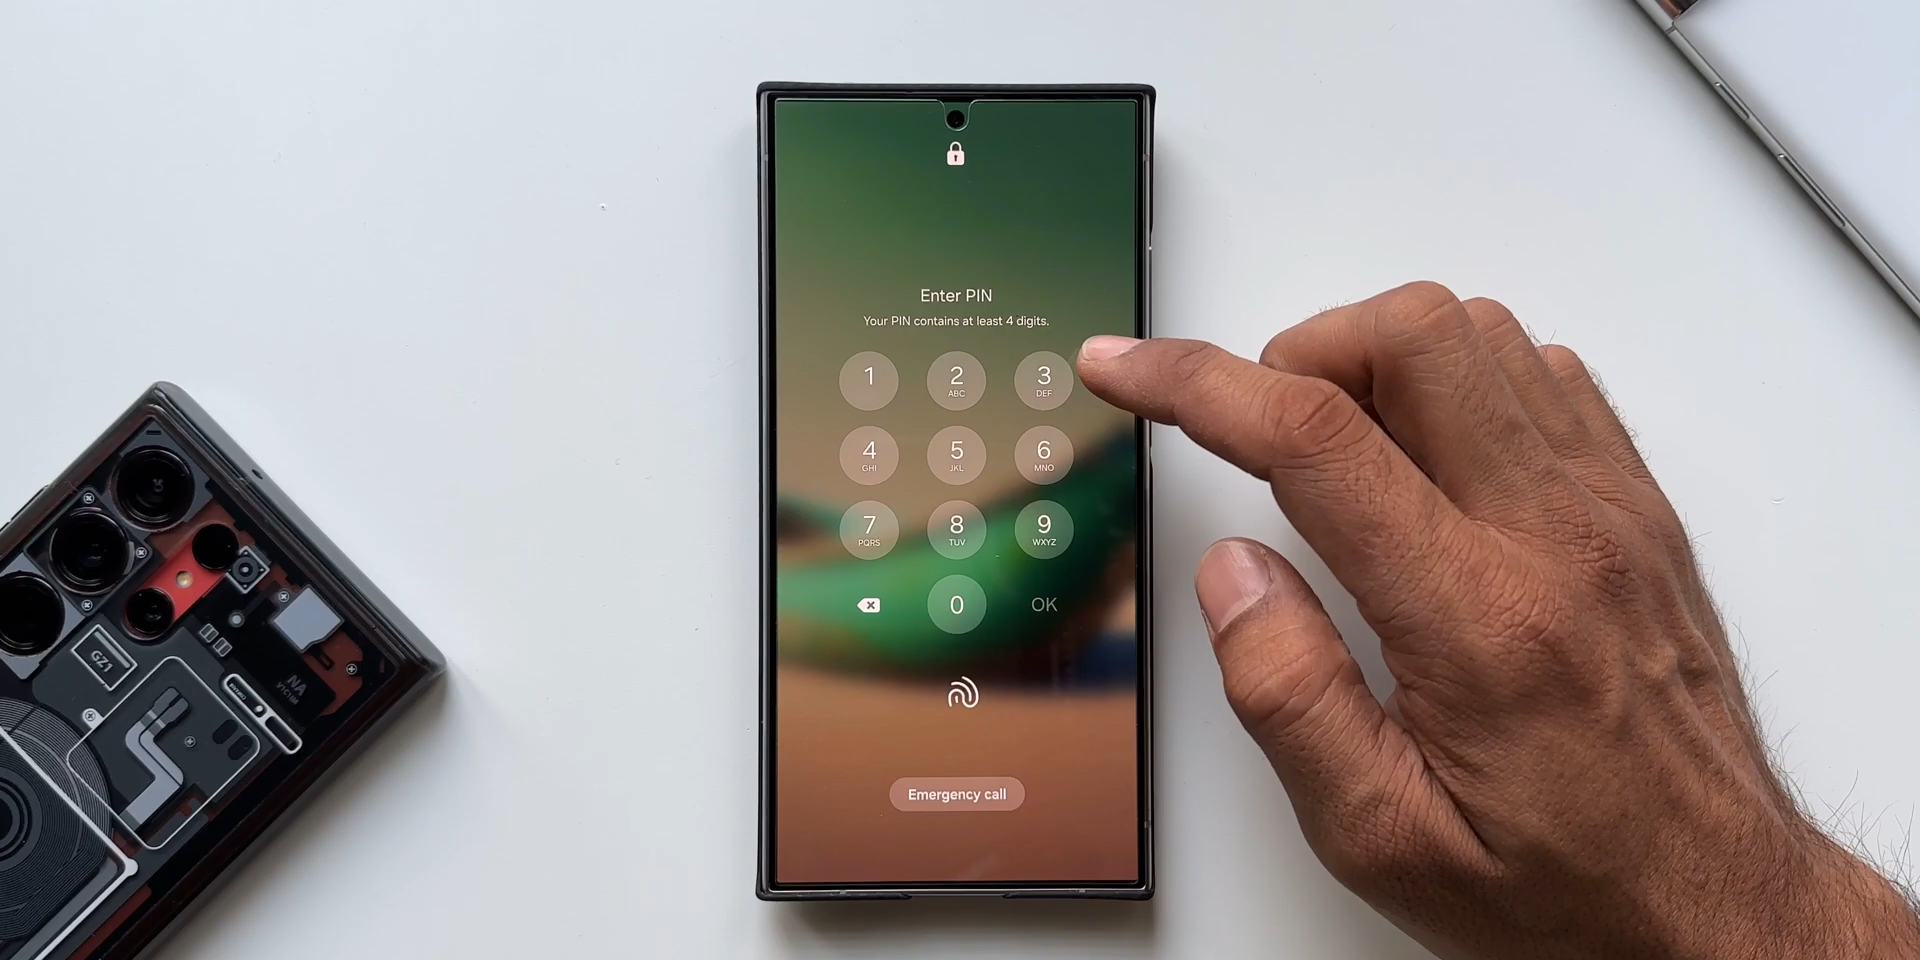 Enter PIN
Your PIN contains at least 4 digits.
1 2 3
ABC DEF
4 5 6
GHI JKL MNO
7 8 9
PQRS TUV WXYZ
0 OK
Emergency call
GZ1
NA